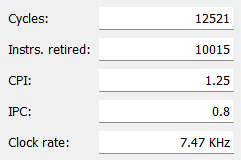 Cycles: 12521
Instrs. retired: 10015
CPI: 1.25
IPC: 0.8
Clock rate: 7.47 KHz